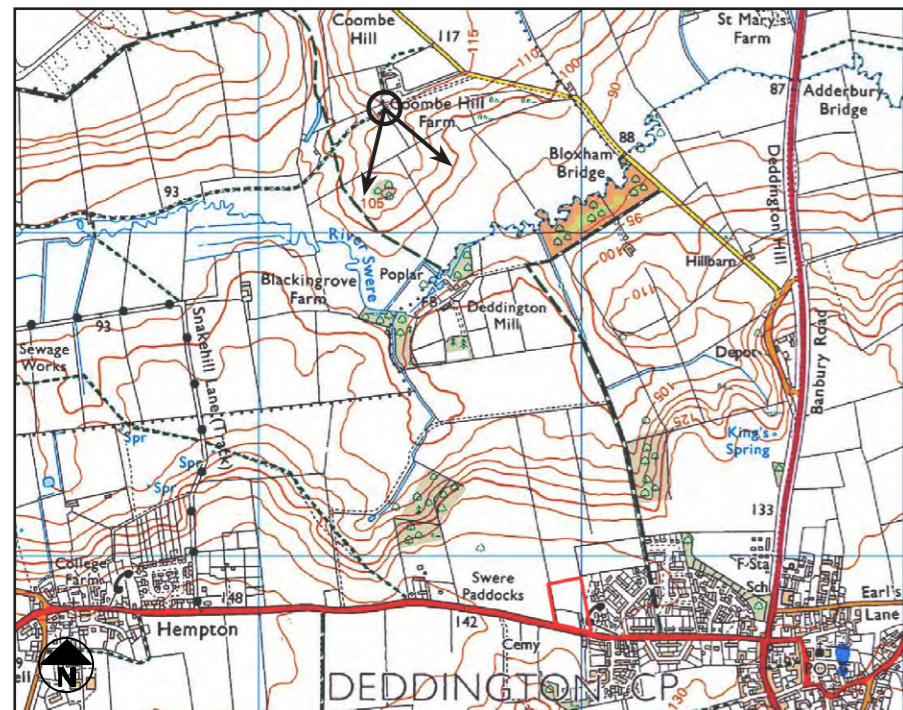 Coombe
Hill
117
115
110
100
90
St Mary's
Farm
87
Adderbury
Bridge
Coombe Hill
Farm
88
Bloxham
Bridge
Deddington Hill
93
105
95
100
River
Swere
Poplar
FB
Blackingrove
Farm
Deddington
Mill
110
Hillbarn
93
Sewage
Works
Snakehill Lane (Track)
Depot
Banbury Road
105
125
King's
Spring
Spr
Spr
Spr
133
College
Farm
148
Hempton
Swere
Paddocks
142
Cemy
F Sta
Sch
Earl's
Lane
PO
N
DEDDINGTON CP
130